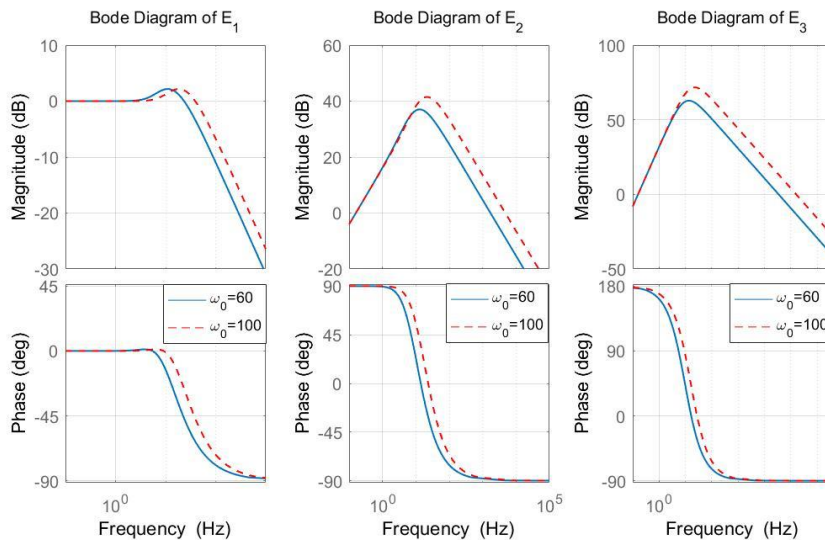 Bode Diagram of E1
Bode Diagram of E2
Bode Diagram of E3
Magnitude (dB)
10
0
-10
-20
-30
Magnitude (dB)
60
40
20
0
-20
Magnitude (dB)
100
50
0
-50
Phase (deg)
45
0
-45
-90
ω0=60
ω0=100
10^0
Frequency (Hz)
Phase (deg)
90
45
0
-45
-90
ω0=60
ω0=100
10^0
10^5
Frequency (Hz)
Phase (deg)
180
90
0
-90
ω0=60
ω0=100
10^0
Frequency (Hz)